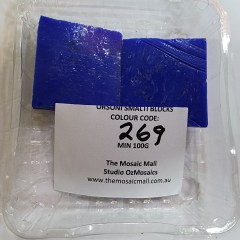 ORSONI SMALTI BLOCKS
COLOUR CODE:
269
MIN 100G
The Mosaic Mall
Studio OzMosaics
www.themosaicmall.com.au